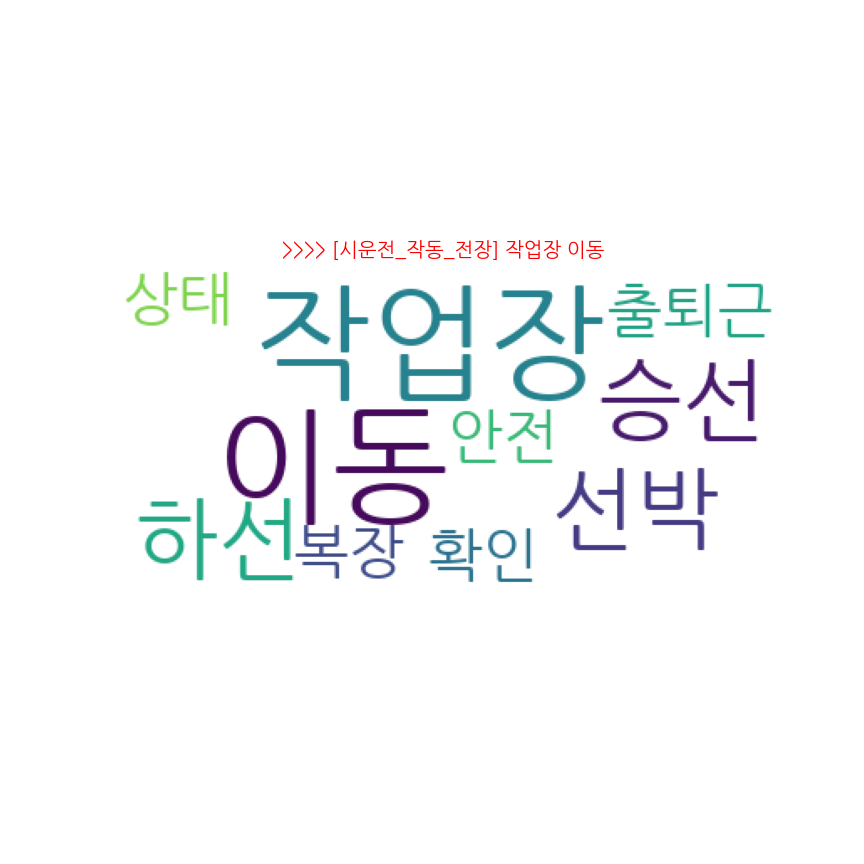 >>>> [시운전_작동_전장] 작업장 이동
상태
작업장
출퇴근
승선
이동
안전
선박
하선
복장
확인